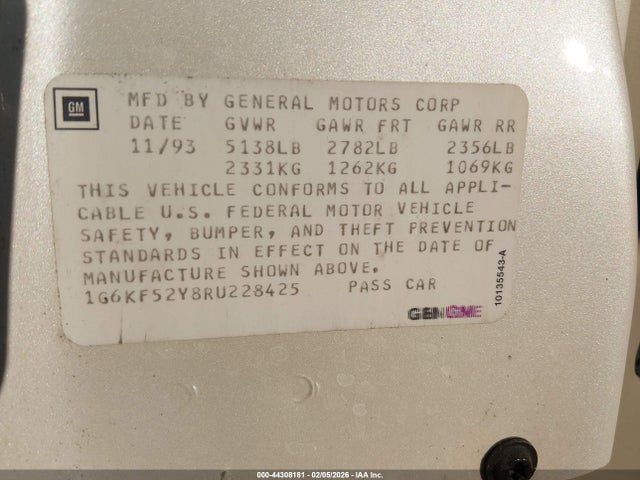 GM
MFD BY GENERAL MOTORS CORP
DATE GVWR GAWR FRT GAWR RR
11/93 5138LB 2782LB 2356LB
2331KG 1262KG 1069KG
THIS VEHICLE CONFORMS TO ALL APPLI-
CABLE U.S. FEDERAL MOTOR VEHICLE
SAFETY, BUMPER, AND THEFT PREVENTION
STANDARDS IN EFFECT ON THE DATE OF
MANUFACTURE SHOWN ABOVE.
1G6KF52Y8RU228425 PASS CAR
10135543-A
000-44308181 - 02/05/2026 - IAA Inc.